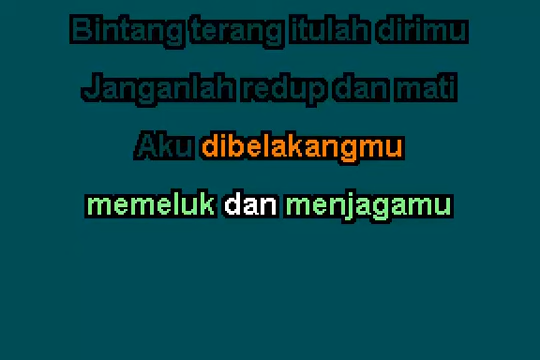 Bintang terang itulah dirimu
Janganlah redup dan mati
Aku dibelakangmu
memeluk dan menjagamu